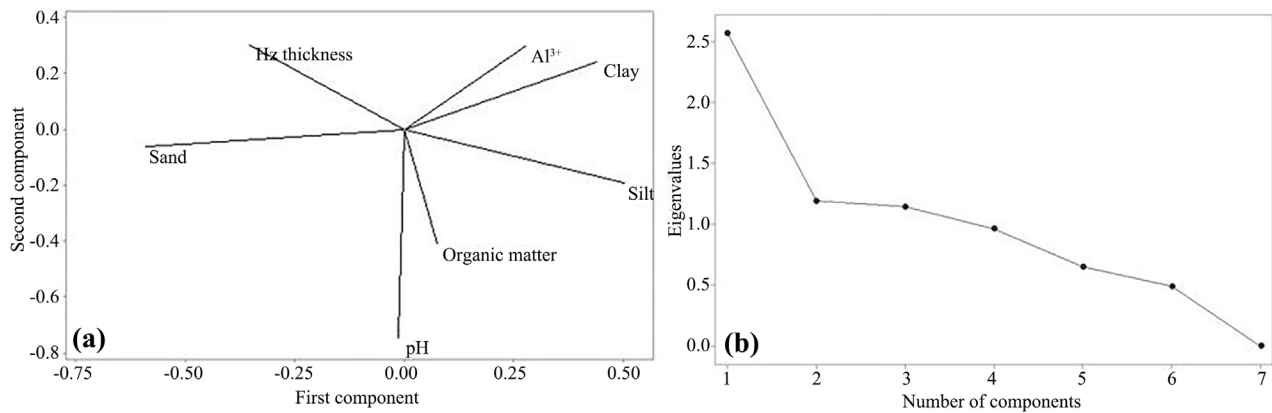 0.4
0.2
0.0
-0.2
-0.4
-0.6
-0.8
Second component
Hz thickness
Al³⁺
Clay
Sand
Silt
Organic matter
pH
(a)
-0.75
-0.50
-0.25
0.00
0.25
0.50
First component
2.5
2.0
1.5
1.0
0.5
0.0
Eigenvalues
(b)
1
2
3
4
5
6
7
Number of components